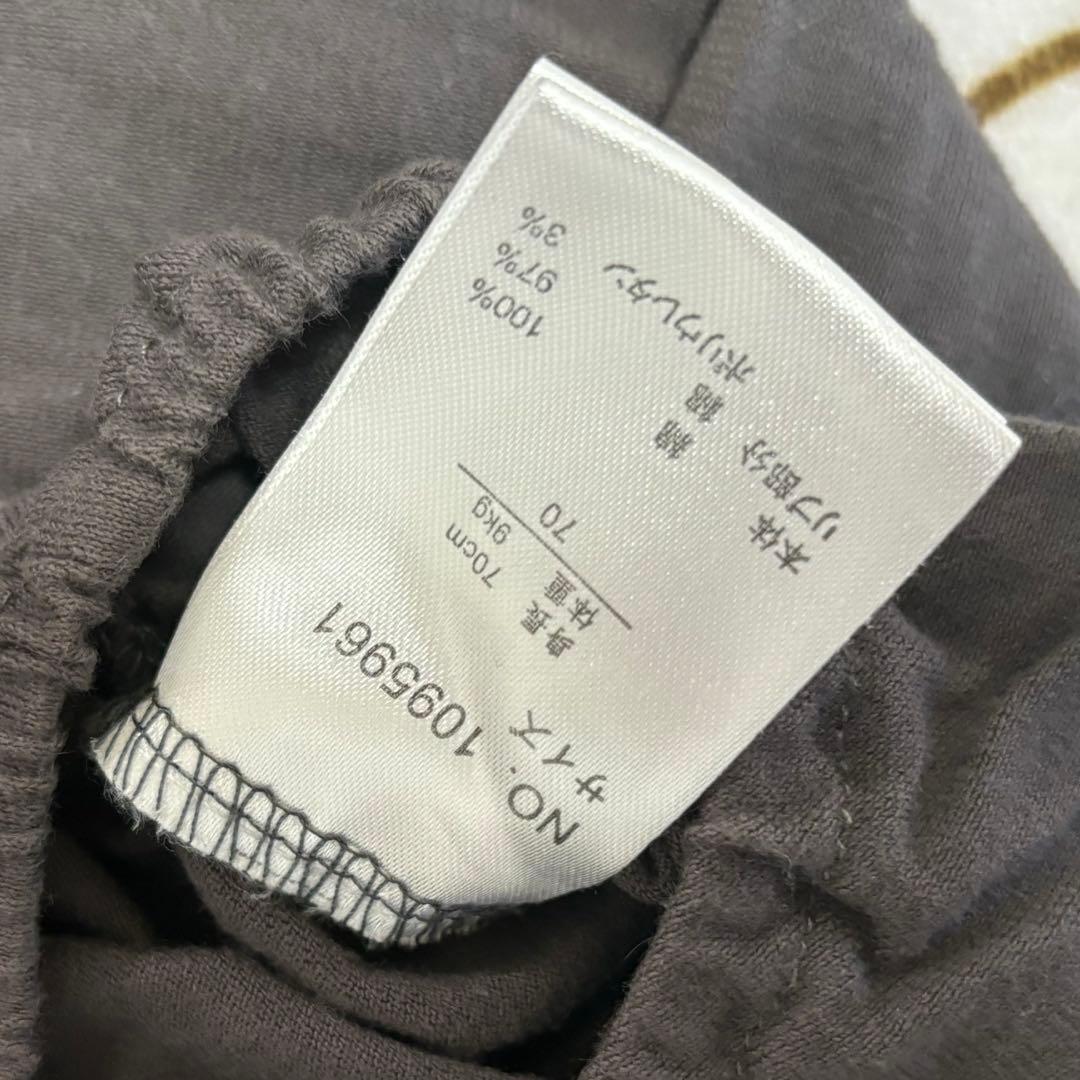 NO. 1095961
サイズ
身長 70cm
体重 9kg
70
本体 綿 100%
リブ部分 綿 97%
ポリウレタン 3%